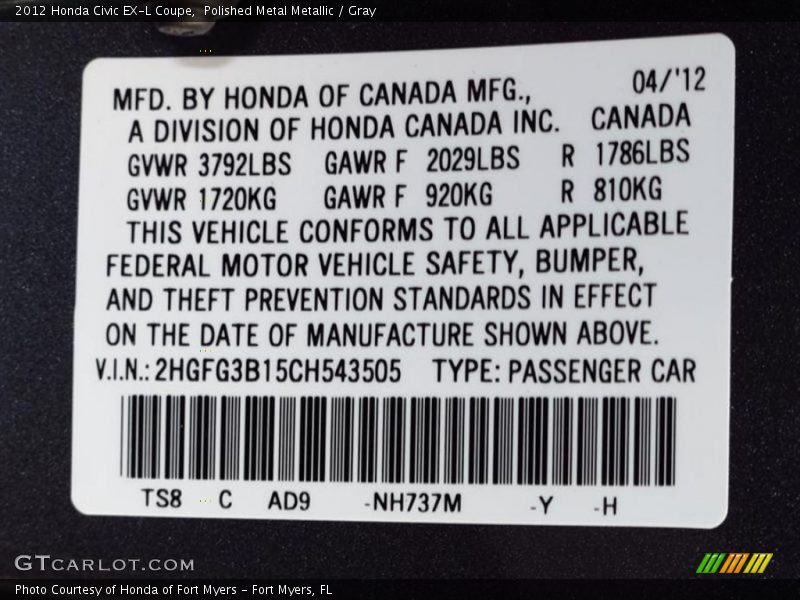 2012 Honda Civic EX-L Coupe, Polished Metal Metallic / Gray
MFD. BY HONDA OF CANADA MFG., 04/'12
A DIVISION OF HONDA CANADA INC. CANADA
GVWR 3792LBS GAWR F 2029LBS R 1786LBS
GVWR 1720KG GAWR F 920KG R 810KG
THIS VEHICLE CONFORMS TO ALL APPLICABLE
FEDERAL MOTOR VEHICLE SAFETY, BUMPER,
AND THEFT PREVENTION STANDARDS IN EFFECT
ON THE DATE OF MANUFACTURE SHOWN ABOVE.
V.I.N.: 2HGFG3B15CH543505 TYPE: PASSENGER CAR
TS8 C AD9 -NH737M -Y -H
GTCARLOT.COM
Photo Courtesy of Honda of Fort Myers - Fort Myers, FL